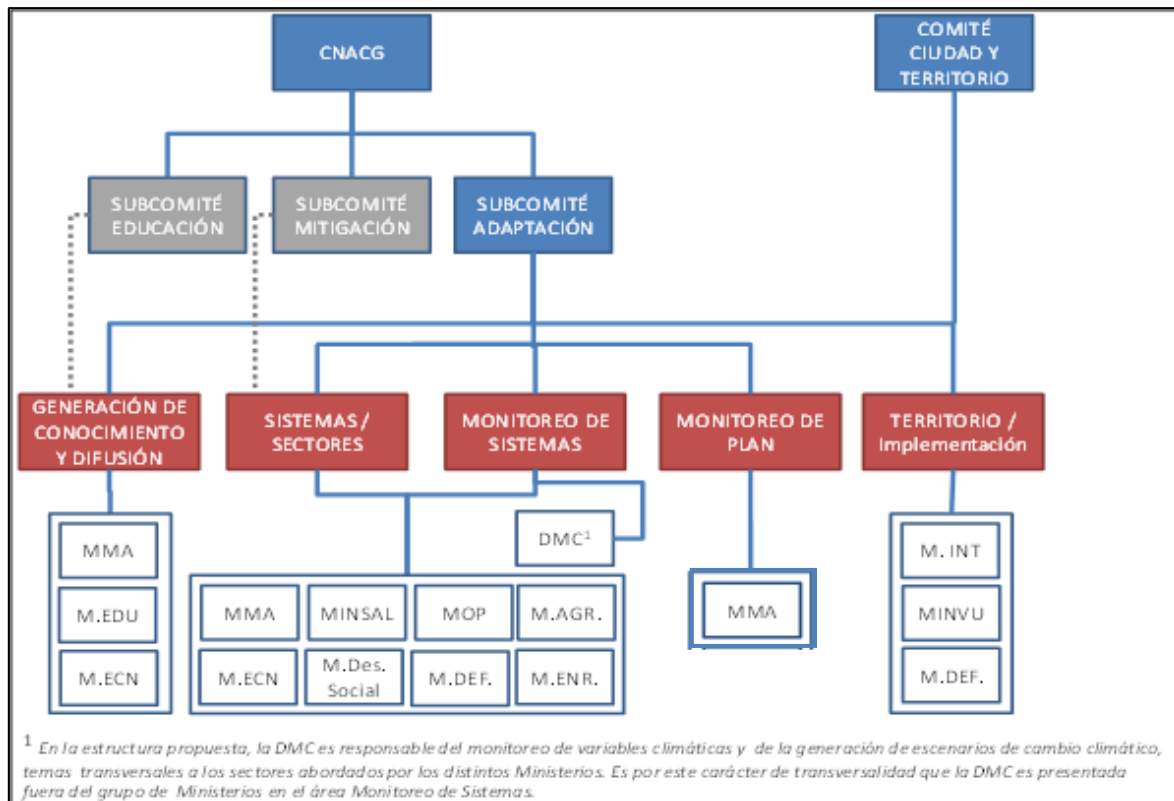 CNACG
COMITÉ
CIUDAD Y
TERRITORIO
SUBCOMITÉ
EDUCACIÓN
SUBCOMITÉ
MITIGACIÓN
SUBCOMITÉ
ADAPTACIÓN
GENERACIÓN DE
CONOCIMIENTO
Y DIFUSIÓN
SISTEMAS /
SECTORES
MONITOREO DE
SISTEMAS
MONITOREO DE
PLAN
TERRITORIO /
Implementación
MMA
M.EDU
M.ECN
DMC¹
MMA
MINSAL
MOP
M.AGR.
M.ECN
M.Des.
Social
M.DEF.
M.ENR.
MMA
M. INT
MINVU
M.DEF.
¹ En la estructura propuesta, la DMC es responsable del monitoreo de variables climáticas y de la generación de escenarios de cambio climático,
temas transversales a los sectores abordados por los distintos Ministerios. Es por este carácter de transversalidad que la DMC es presentada
fuera del grupo de Ministerios en el área Monitoreo de Sistemas.